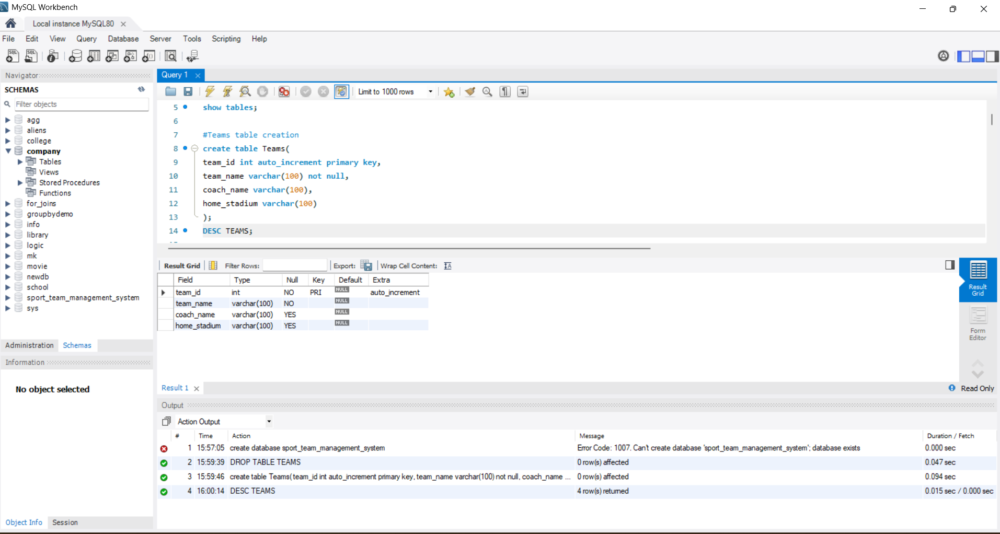 MySQL Workbench
Local instance MySQL80
File Edit View Query Database Server Tools Scripting Help
Navigator
SCHEMAS
Filter objects
agg
aliens
college
company
Tables
Views
Stored Procedures
Functions
for_joins
groupbydemo
info
library
logic
mk
movie
newdb
school
sport_team_management_system
sys
Administration Schemas
Information
No object selected
Object Info Session
Query 1
Limit to 1000 rows
5 show tables;
6
7 #Teams table creation
8 create table Teams(
9 team_id int auto_increment primary key,
10 team_name varchar(100) not null,
11 coach_name varchar(100),
12 home_stadium varchar(100)
13 );
14 DESC TEAMS;
Result Grid Filter Rows: Export: Wrap Cell Content:
Field Type Null Key Default Extra
team_id int NO PRI NULL auto_increment
team_name varchar(100) NO NULL
coach_name varchar(100) YES NULL
home_stadium varchar(100) YES NULL
Result
Grid
Form
Editor
Result 1
Read Only
Output
Action Output
# Time Action Message Duration / Fetch
1 15:57:05 create database sport_team_management_system Error Code: 1007. Can't create database 'sport_team_management_system'; database exists 0.000 sec
2 15:59:39 DROP TABLE TEAMS 0 row(s) affected 0.047 sec
3 15:59:46 create table Teams( team_id int auto_increment primary key, team_name varchar(100) not null, coach_name ... 0 row(s) affected 0.094 sec
4 16:00:14 DESC TEAMS 4 row(s) returned 0.015 sec / 0.000 sec